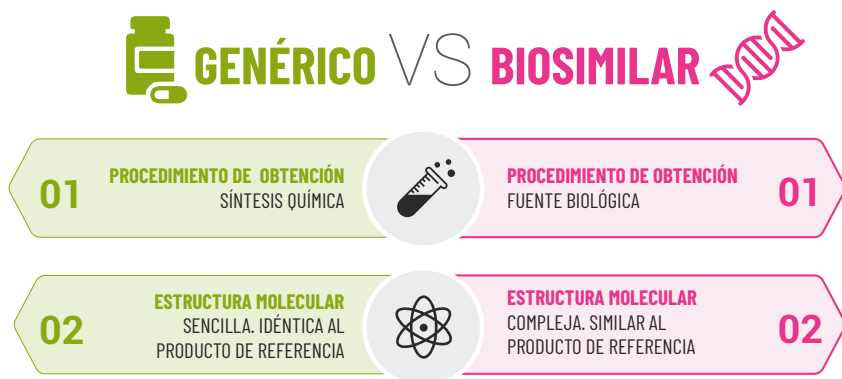 GENÉRICO VS BIOSIMILAR
01
PROCEDIMIENTO DE OBTENCIÓN
SÍNTESIS QUÍMICA
PROCEDIMIENTO DE OBTENCIÓN
FUENTE BIOLÓGICA
01
02
ESTRUCTURA MOLECULAR
SENCILLA. IDÉNTICA AL
PRODUCTO DE REFERENCIA
ESTRUCTURA MOLECULAR
COMPLEJA. SIMILAR AL
PRODUCTO DE REFERENCIA
02